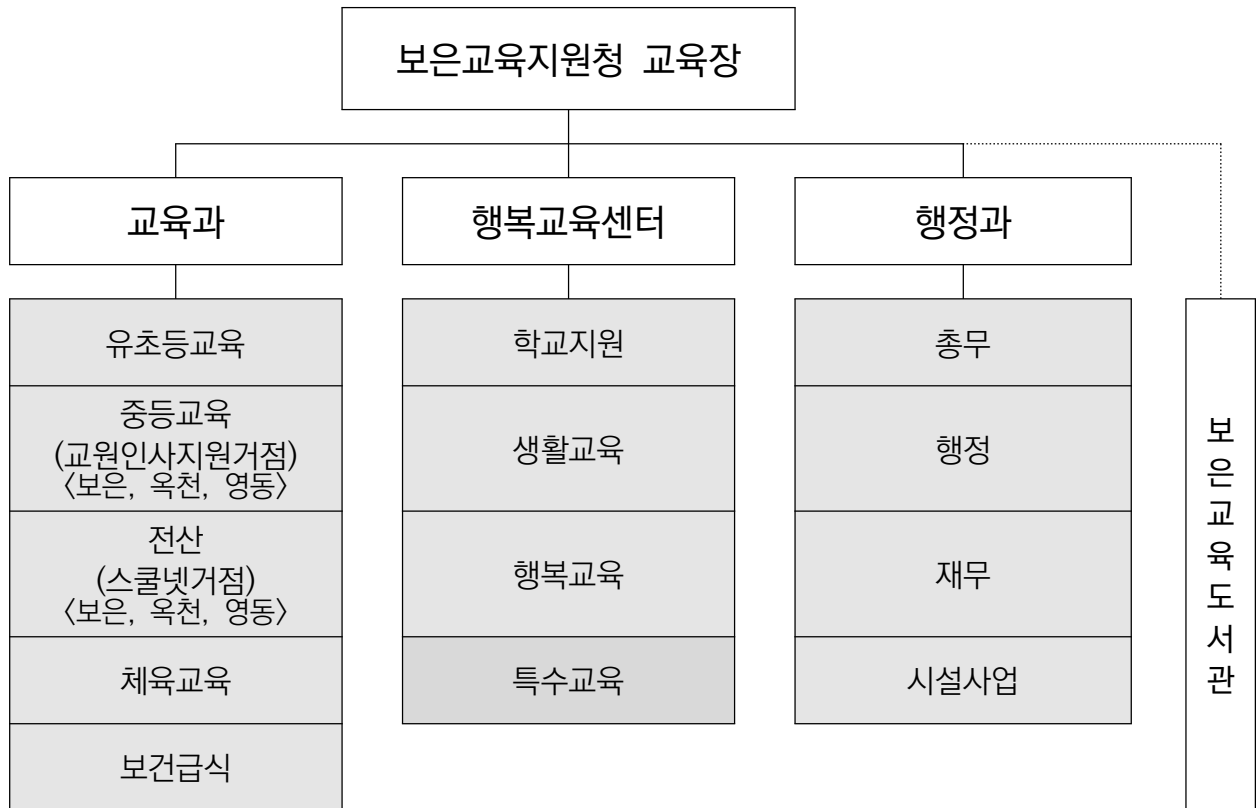 보은교육지원청 교육장
교육과
행복교육센터
행정과
유초등교육
중등교육
(교원인사지원거점)
〈보은, 옥천, 영동〉
전산
(스쿨넷거점)
〈보은, 옥천, 영동〉
체육교육
보건급식
학교지원
생활교육
행복교육
특수교육
총무
행정
재무
시설사업
보은교육도서관